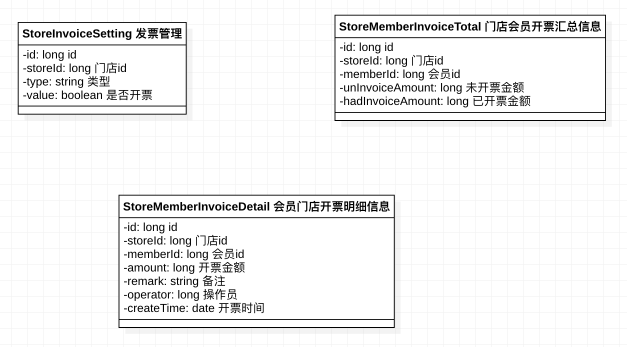 StoreInvoiceSetting 发票管理
-id: long id
-storeId: long 门店id
-type: string 类型
-value: boolean 是否开票
StoreMemberInvoiceTotal 门店会员开票汇总信息
-id: long id
-storeId: long 门店id
-memberId: long 会员id
-unInvoiceAmount: long 未开票金额
-hadInvoiceAmount: long 已开票金额
StoreMemberInvoiceDetail 会员门店开票明细信息
-id: long id
-storeId: long 门店id
-memberId: long 会员id
-amount: long 开票金额
-remark: string 备注
-operator: long 操作员
-createTime: date 开票时间